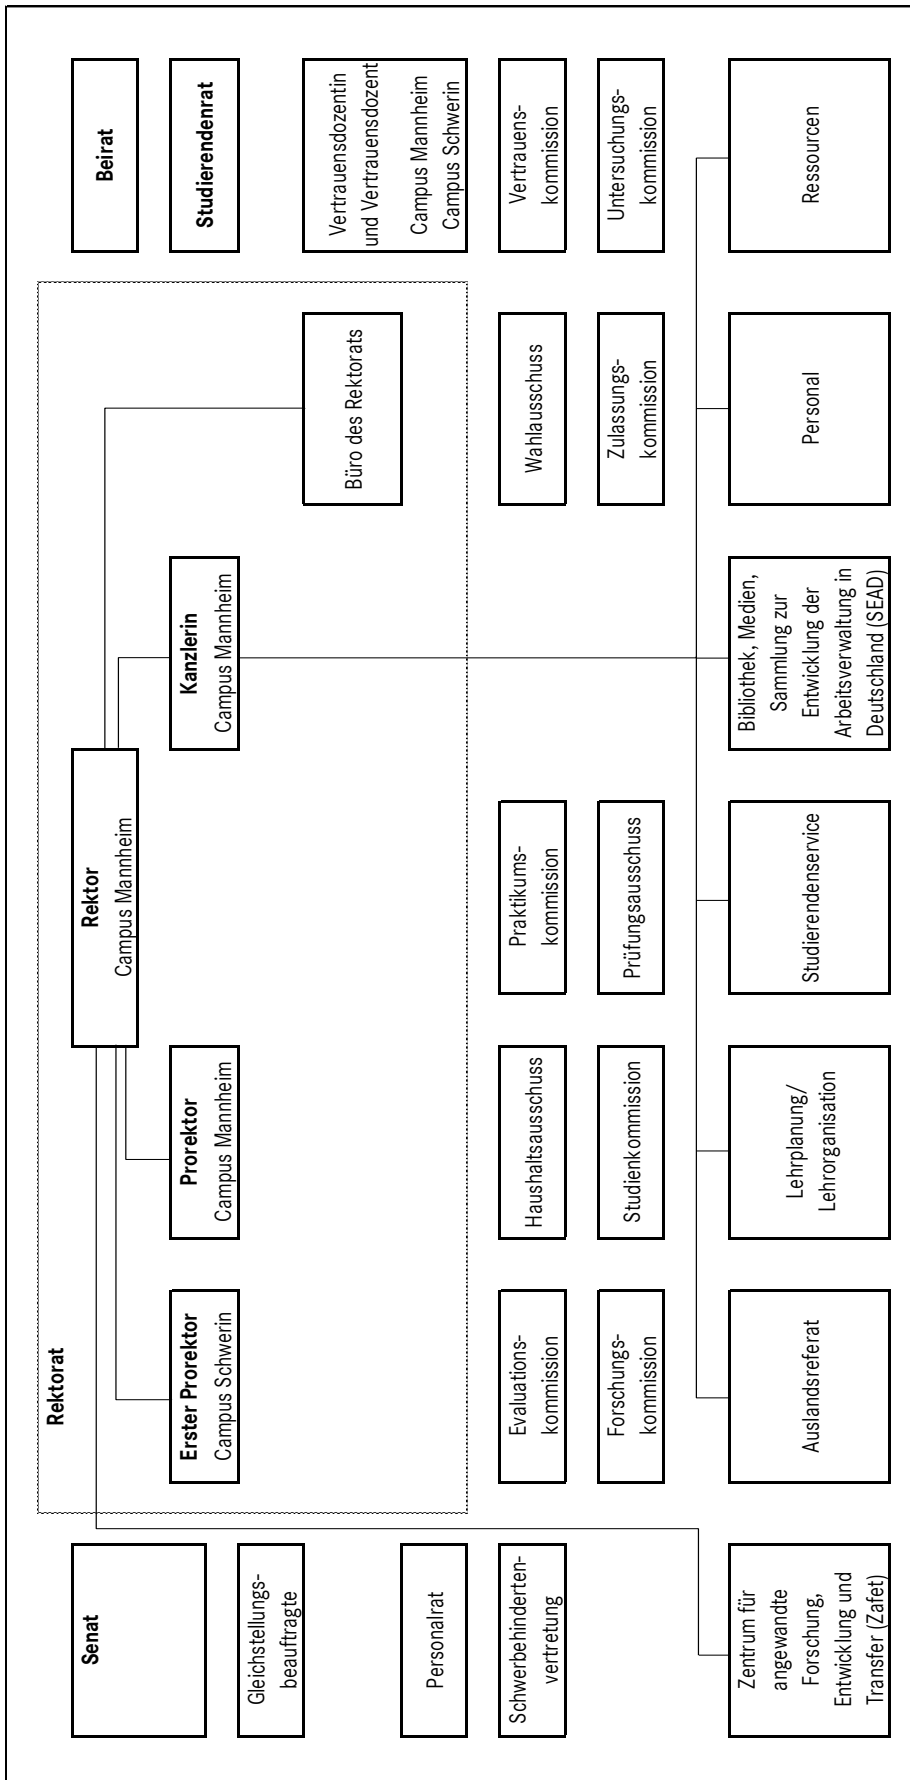 Rektorat
Senat
Rektor
Campus Mannheim
Beirat
Erster Prorektor
Campus Schwerin
Prorektor
Campus Mannheim
Kanzlerin
Campus Mannheim
Studierendenrat
Gleichstellungs-
beauftragte
Büro des Rektorats
Vertrauensdozentin
und Vertrauensdozent
Campus Mannheim
Campus Schwerin
Personalrat
Schwerbehinderten-
vertretung
Evaluations-
kommission
Haushaltsausschuss
Praktikums-
kommission
Wahlausschuss
Vertrauens-
kommission
Forschungs-
kommission
Studienkommission
Prüfungsausschuss
Zulassungs-
kommission
Untersuchungs-
kommission
Zentrum für
angewandte
Forschung,
Entwicklung und
Transfer (Zafet)
Auslandsreferat
Lehrplanung/
Lehrorganisation
Studierendenservice
Bibliothek, Medien,
Sammlung zur
Entwicklung der
Arbeitsverwaltung in
Deutschland (SEAD)
Personal
Ressourcen